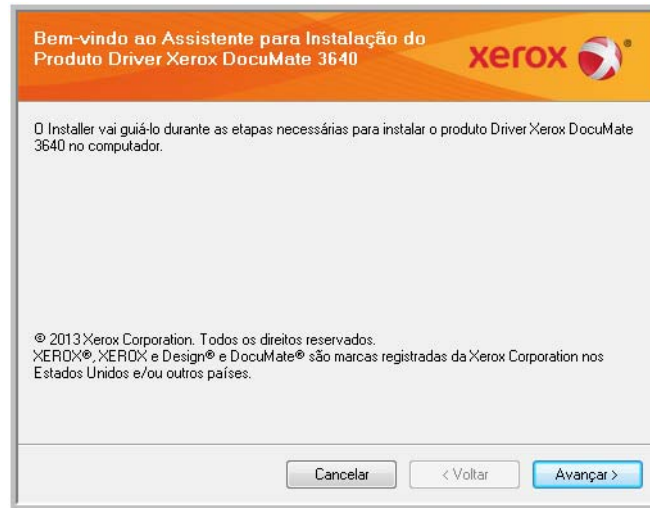 Bem-vindo ao Assistente para Instalação do
Produto Driver Xerox DocuMate 3640
xerox
O Installer vai guiá-lo durante as etapas necessárias para instalar o produto Driver Xerox DocuMate
3640 no computador.
© 2013 Xerox Corporation. Todos os direitos reservados.
XEROX®, XEROX e Design® e DocuMate® são marcas registradas da Xerox Corporation nos
Estados Unidos e/ou outros países.
Cancelar < Voltar Avançar >